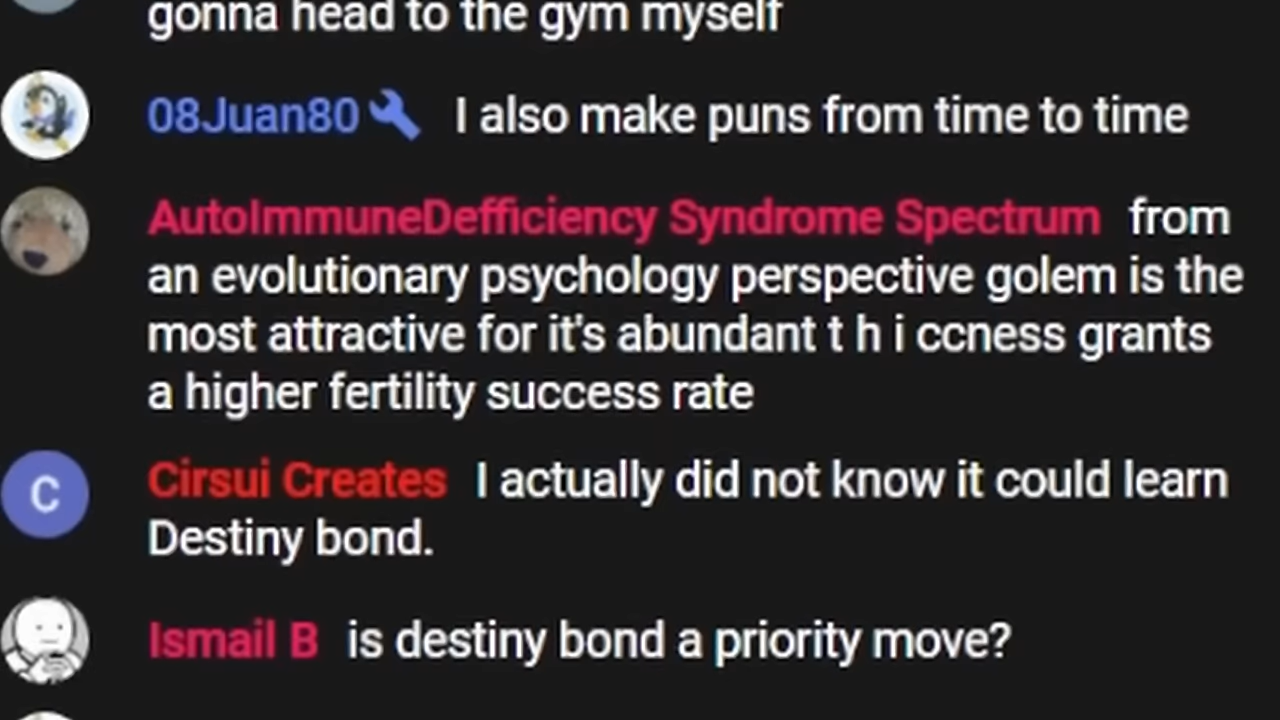 gonna head to the gym myself
08Juan80 I also make puns from time to time
AutoImmuneDefficiency Syndrome Spectrum from
an evolutionary psychology perspective golem is the
most attractive for it's abundant t h i ccness grants
a higher fertility success rate
C
Cirsui Creates I actually did not know it could learn
Destiny bond.
Ismail B is destiny bond a priority move?